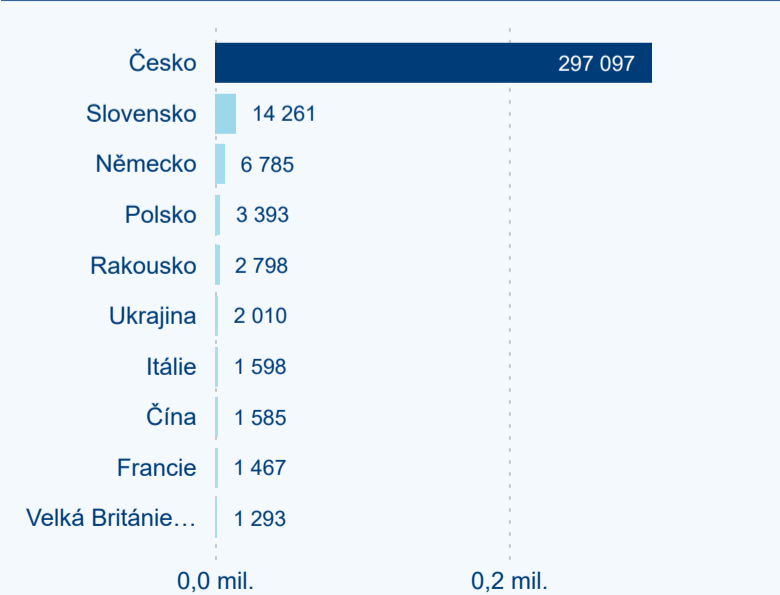 Česko 297 097
Slovensko 14 261
Německo 6 785
Polsko 3 393
Rakousko 2 798
Ukrajina 2 010
Itálie 1 598
Čína 1 585
Francie 1 467
Velká Británie… 1 293
0,0 mil. 0,2 mil.